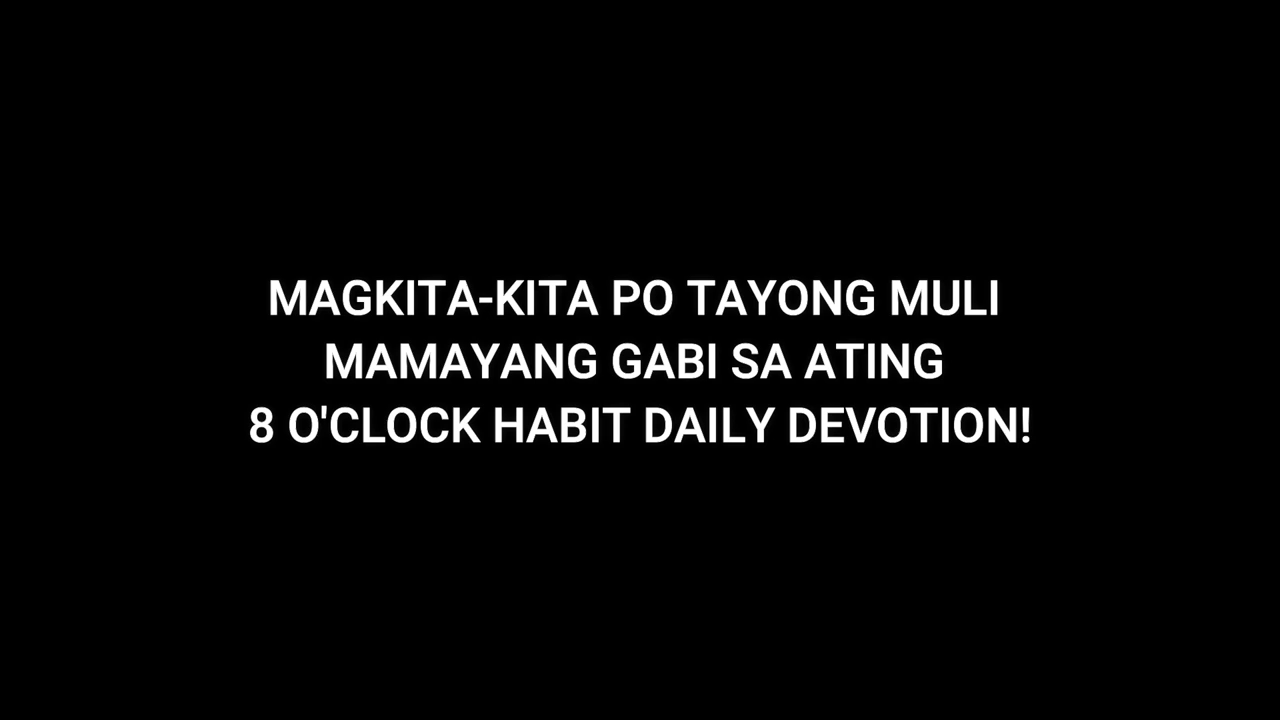 MAGKITA-KITA PO TAYONG MULI
MAMAYANG GABI SA ATING
8 O'CLOCK HABIT DAILY DEVOTION!